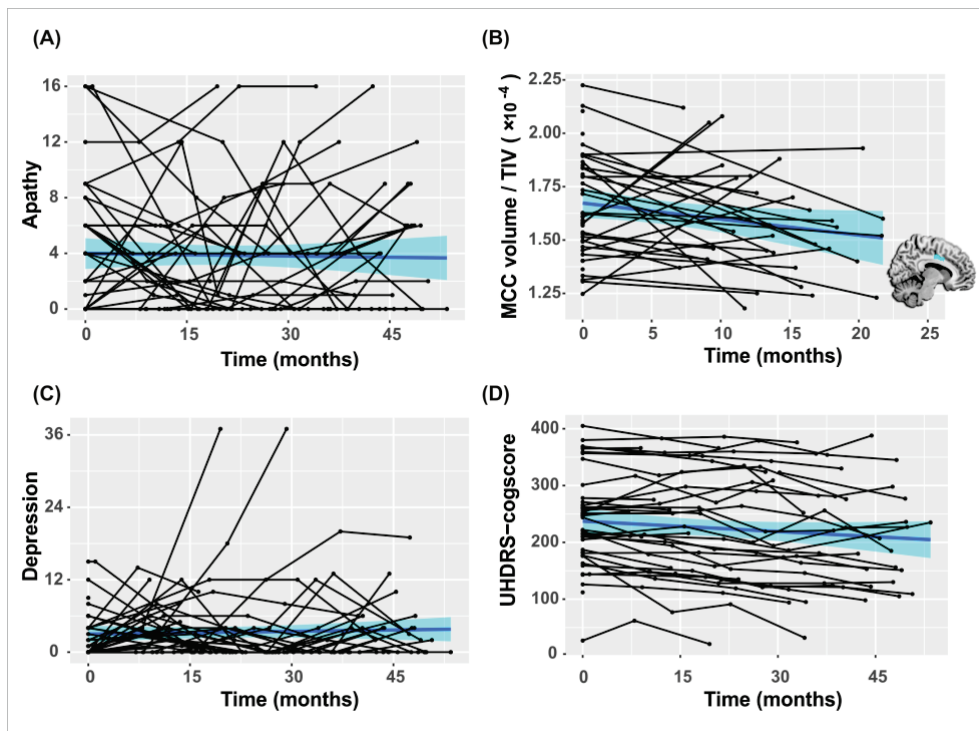 (A)
Apathy
16
12
8
4
0
0 15 30 45
Time (months)
(B)
MCC volume / TIV ( ×10⁻⁴)
2.25
2.00
1.75
1.50
1.25
0 5 10 15 20 25
Time (months)
(C)
Depression
36
24
12
0
0 15 30 45
Time (months)
(D)
UHDRS−cogscore
400
300
200
100
0
0 15 30 45
Time (months)